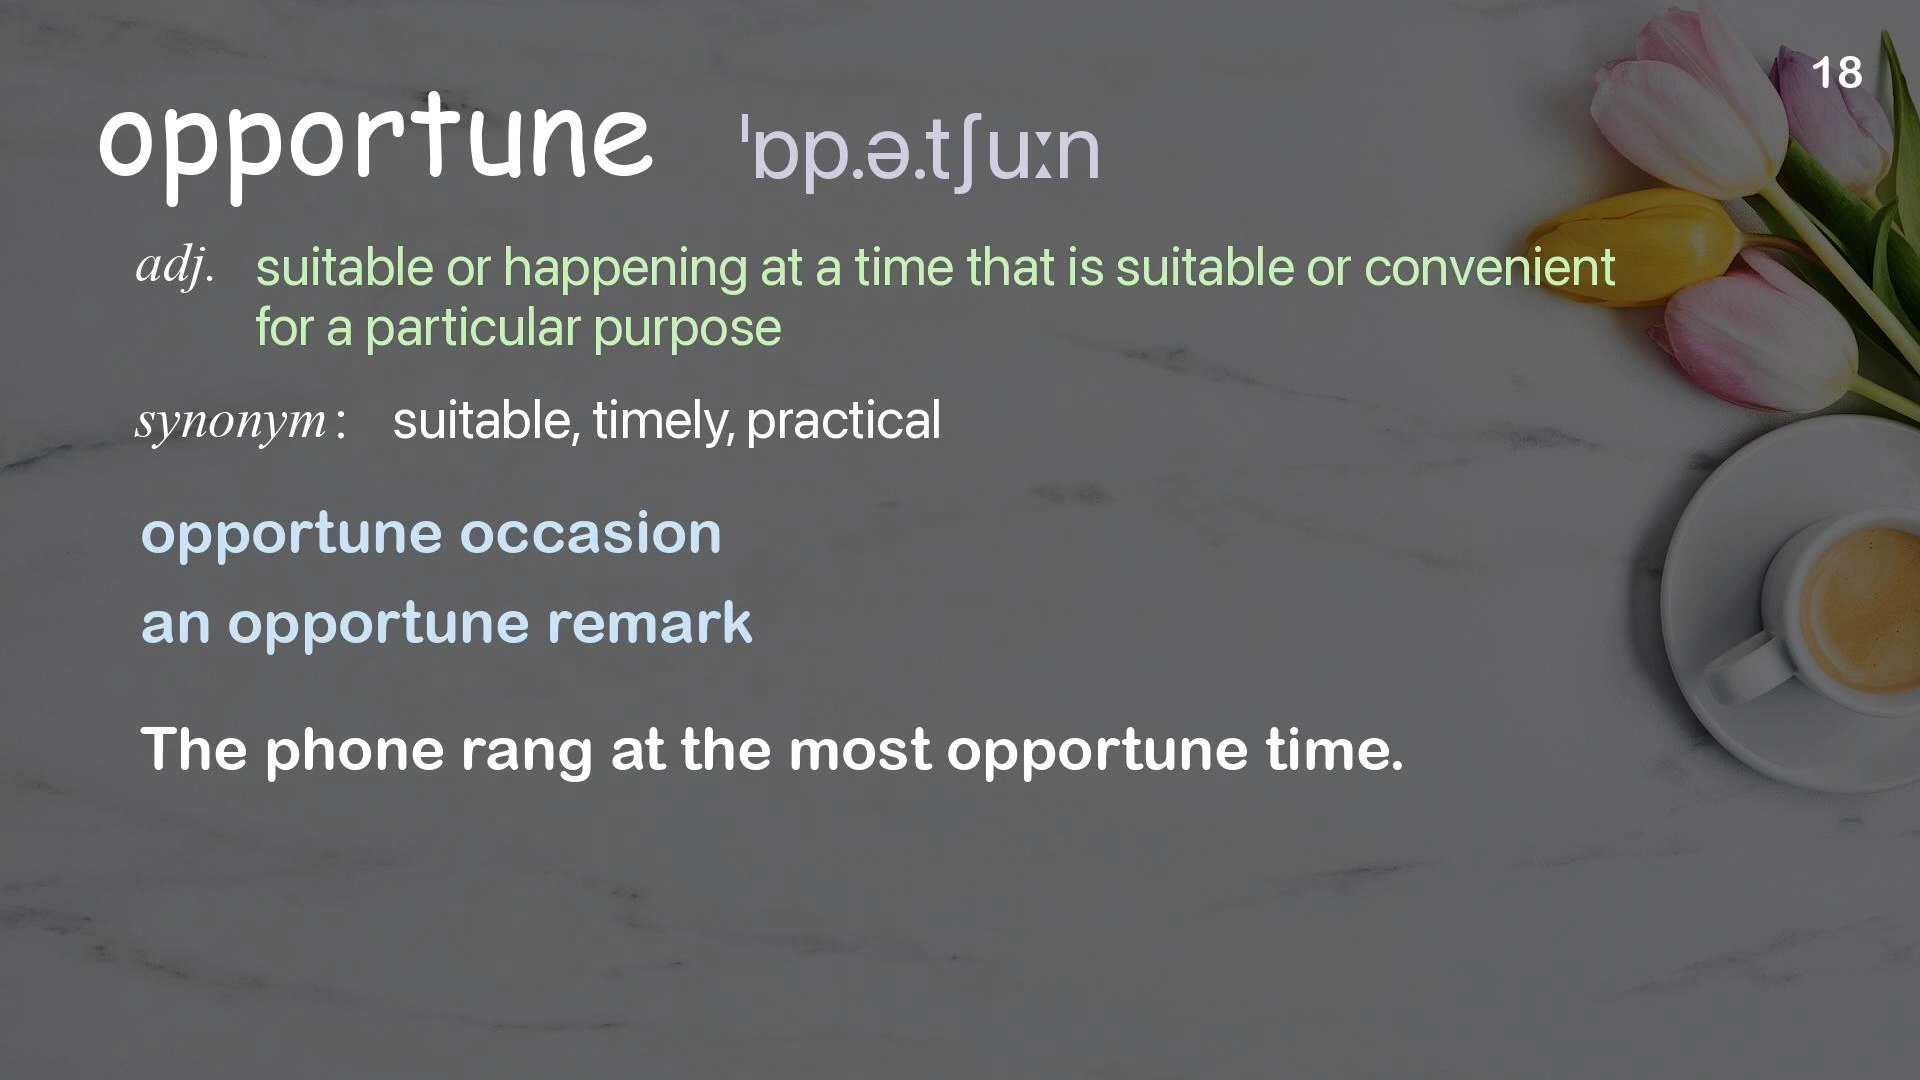 18
opportune ˈɒp.ə.tʃuːn
adj. suitable or happening at a time that is suitable or convenient
for a particular purpose
synonym: suitable, timely, practical
opportune occasion
an opportune remark
The phone rang at the most opportune time.